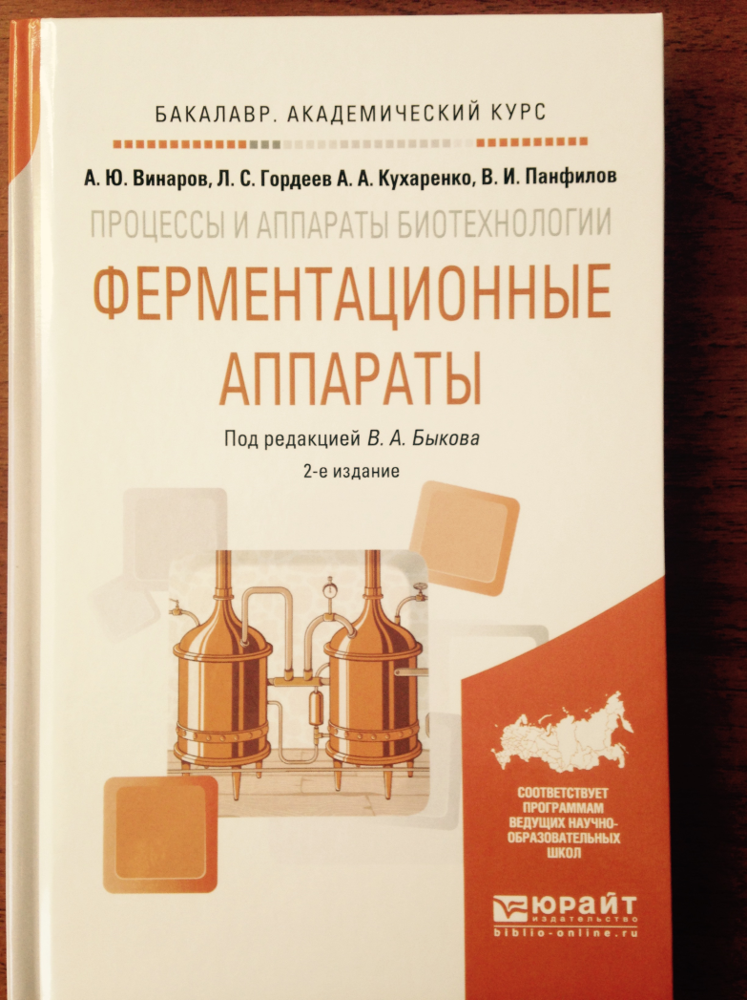 БАКАЛАВР. АКАДЕМИЧЕСКИЙ КУРС
А. Ю. Винаров, Л. С. Гордеев А. А. Кухаренко, В. И. Панфилов
ПРОЦЕССЫ И АППАРАТЫ БИОТЕХНОЛОГИИ
ФЕРМЕНТАЦИОННЫЕ
АППАРАТЫ
Под редакцией В. А. Быкова
2-е издание
СООТВЕТСТВУЕТ
ПРОГРАММАМ
ВЕДУЩИХ НАУЧНО-
ОБРАЗОВАТЕЛЬНЫХ
ШКОЛ
ЮРАЙТ
издательство
biblio-online.ru